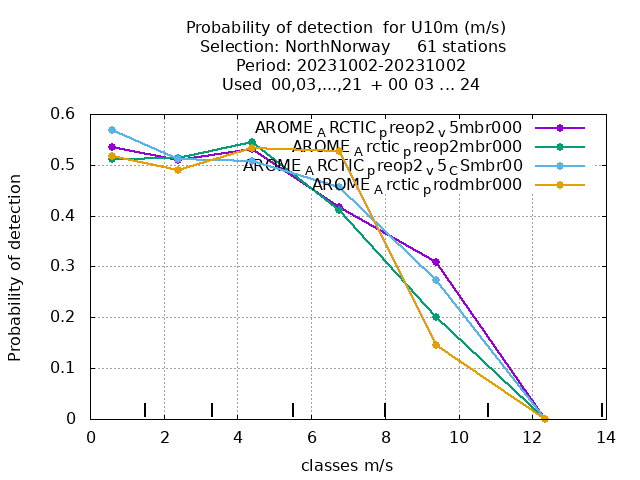 Probability of detection  for U10m (m/s)
Selection: NorthNorway     61 stations
Period: 20231002-20231002
Used  00,03,...,21  + 00 03 ... 24
AROME_ARCTIC_preop2_v5mbr000
AROME_Arctic_preop2mbr000
AROME_ARCTIC_preop2_v5_CSmbr00
AROME_Arctic_prodmbr000
Probability of detection
0.6
0.5
0.4
0.3
0.2
0.1
0
0 2 4 6 8 10 12 14
classes m/s